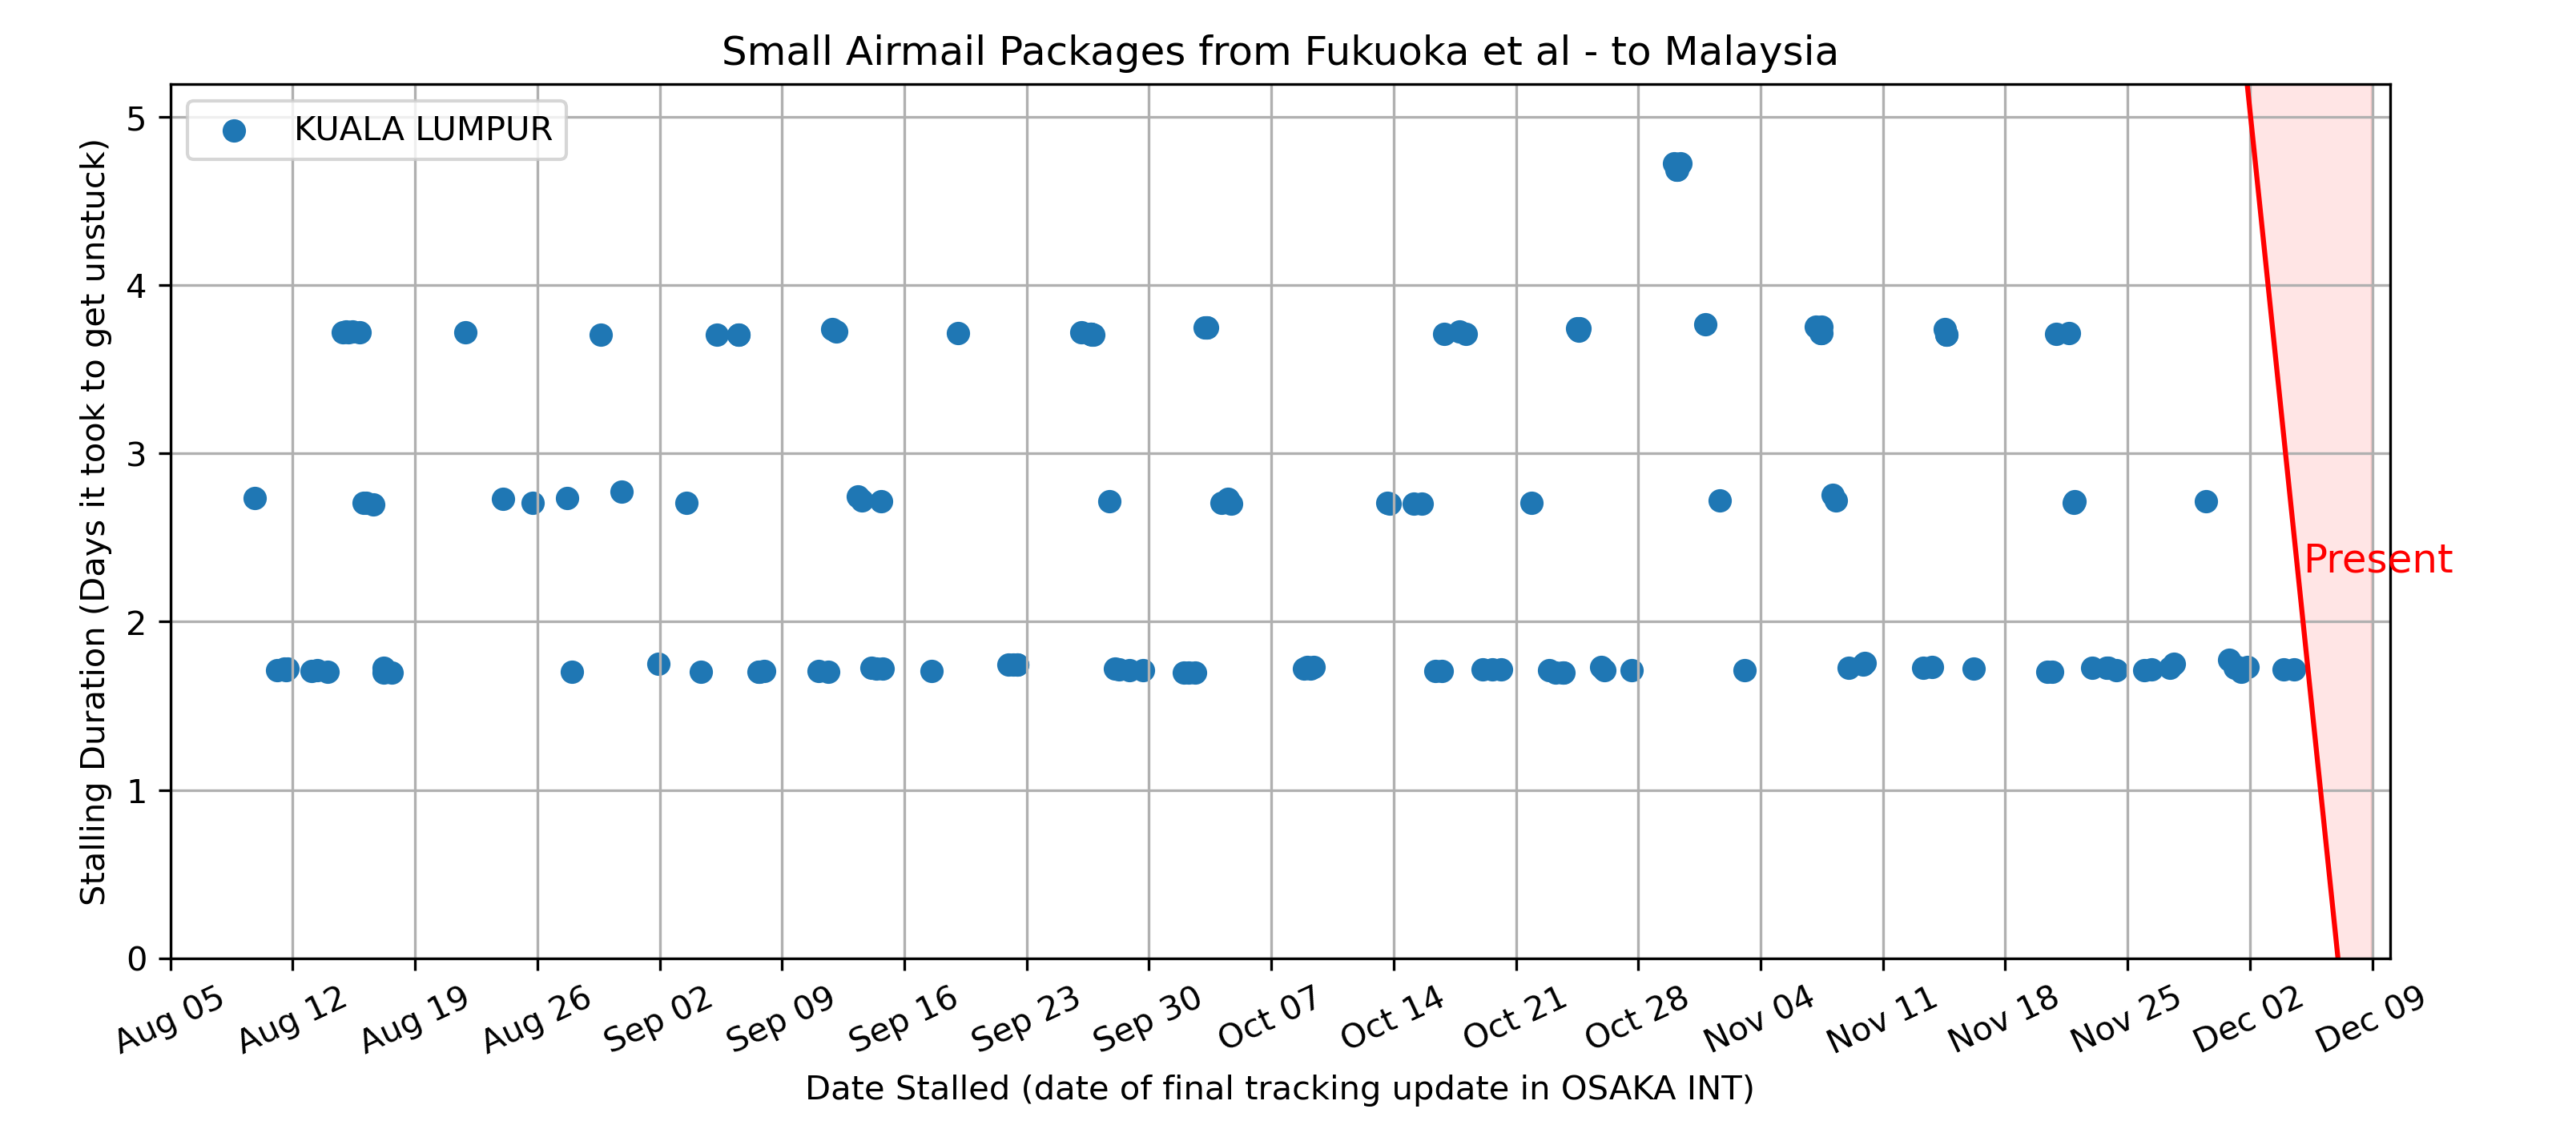 Small Airmail Packages from Fukuoka et al - to Malaysia
KUALA LUMPUR
Stalling Duration (Days it took to get unstuck)
5
4
3
2
1
0
Present
Aug 05
Aug 12
Aug 19
Aug 26
Sep 02
Sep 09
Sep 16
Sep 23
Sep 30
Oct 07
Oct 14
Oct 21
Oct 28
Nov 04
Nov 11
Nov 18
Nov 25
Dec 02
Dec 09
Date Stalled (date of final tracking update in OSAKA INT)